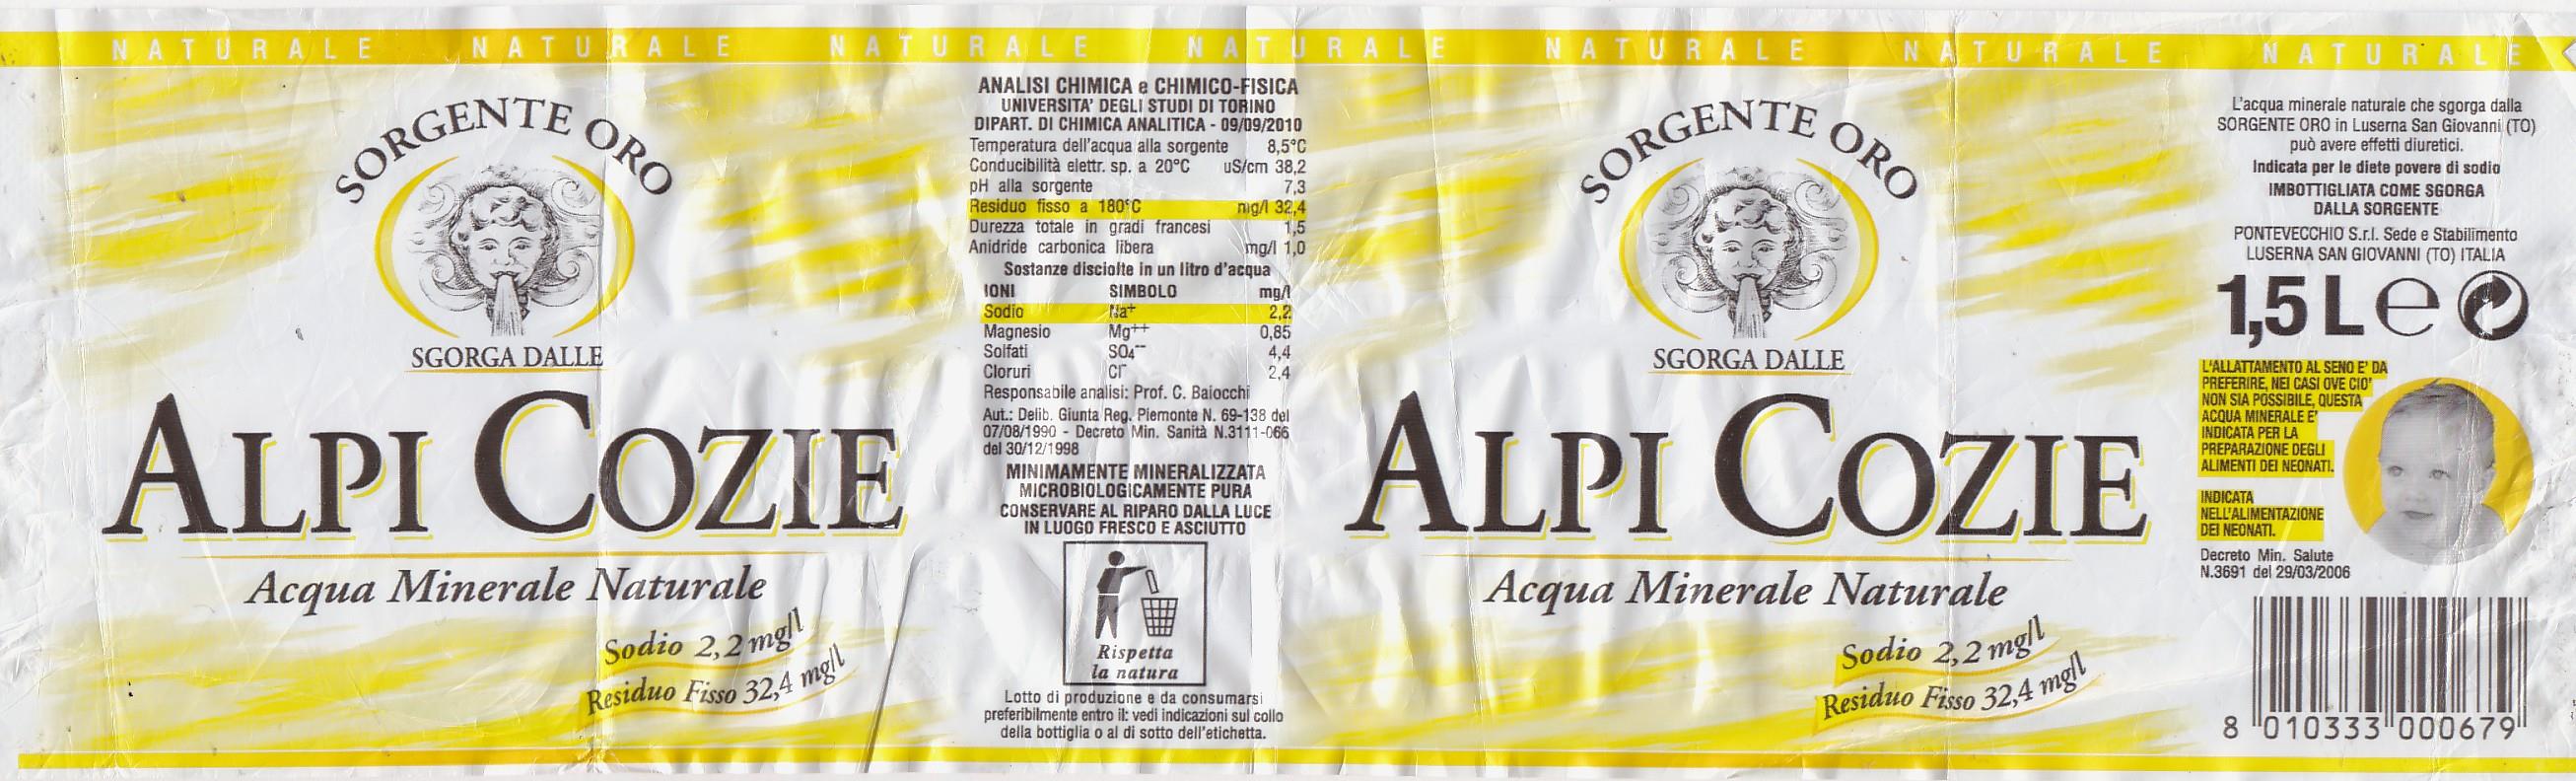 NATURALE NATURALE NATURALE NATURALE NATURALE NATURALE NATURALE
SORGENTE ORO
SGORGA DALLE
ALPI COZIE
Acqua Minerale Naturale
Sodio 2,2 mg/l
Residuo Fisso 32,4 mg/l
ANALISI CHIMICA e CHIMICO-FISICA
UNIVERSITA' DEGLI STUDI DI TORINO
DIPART. DI CHIMICA ANALITICA - 09/09/2010
Temperatura dell'acqua alla sorgente 8,5°C
Conducibilità elettr. sp. a 20°C uS/cm 38,2
pH alla sorgente 7,3
Residuo fisso a 180°C mg/l 32,4
Durezza totale in gradi francesi 1,5
Anidride carbonica libera mg/l 1,0
Sostanze disciolte in un litro d'acqua
IONI SIMBOLO mg/l
Sodio Na+ 2,2
Magnesio Mg++ 0,85
Solfati SO4-- 4,4
Cloruri Cl- 2,4
Responsabile analisi: Prof. C. Baiocchi
Aut.: Delib. Giunta Reg. Piemonte N. 69-138 del
07/08/1990 - Decreto Min. Sanità N.3111-066
del 30/12/1998
MINIMAMENTE MINERALIZZATA
MICROBIOLOGICAMENTE PURA
CONSERVARE AL RIPARO DALLA LUCE
IN LUOGO FRESCO E ASCIUTTO
Rispetta
la natura
Lotto di produzione e da consumarsi
preferibilmente entro il: vedi indicazioni sul collo
della bottiglia o al di sotto dell'etichetta.
SORGENTE ORO
SGORGA DALLE
ALPI COZIE
Acqua Minerale Naturale
Sodio 2,2 mg/l
Residuo Fisso 32,4 mg/l
L'acqua minerale naturale che sgorga dalla
SORGENTE ORO in Luserna San Giovanni (TO)
può avere effetti diuretici.
Indicata per le diete povere di sodio
IMBOTTIGLIATA COME SGORGA
DALLA SORGENTE
PONTEVECCHIO S.r.l. Sede e Stabilimento
LUSERNA SAN GIOVANNI (TO) ITALIA
1,5 L e
L'ALLATTAMENTO AL SENO E' DA
PREFERIRE, NEI CASI OVE CIO'
NON SIA POSSIBILE, QUESTA
ACQUA MINERALE E'
INDICATA PER LA
PREPARAZIONE DEGLI
ALIMENTI DEI NEONATI.
INDICATA
NELL'ALIMENTAZIONE
DEI NEONATI.
Decreto Min. Salute
N.3691 del 29/03/2006
8 010333 000679